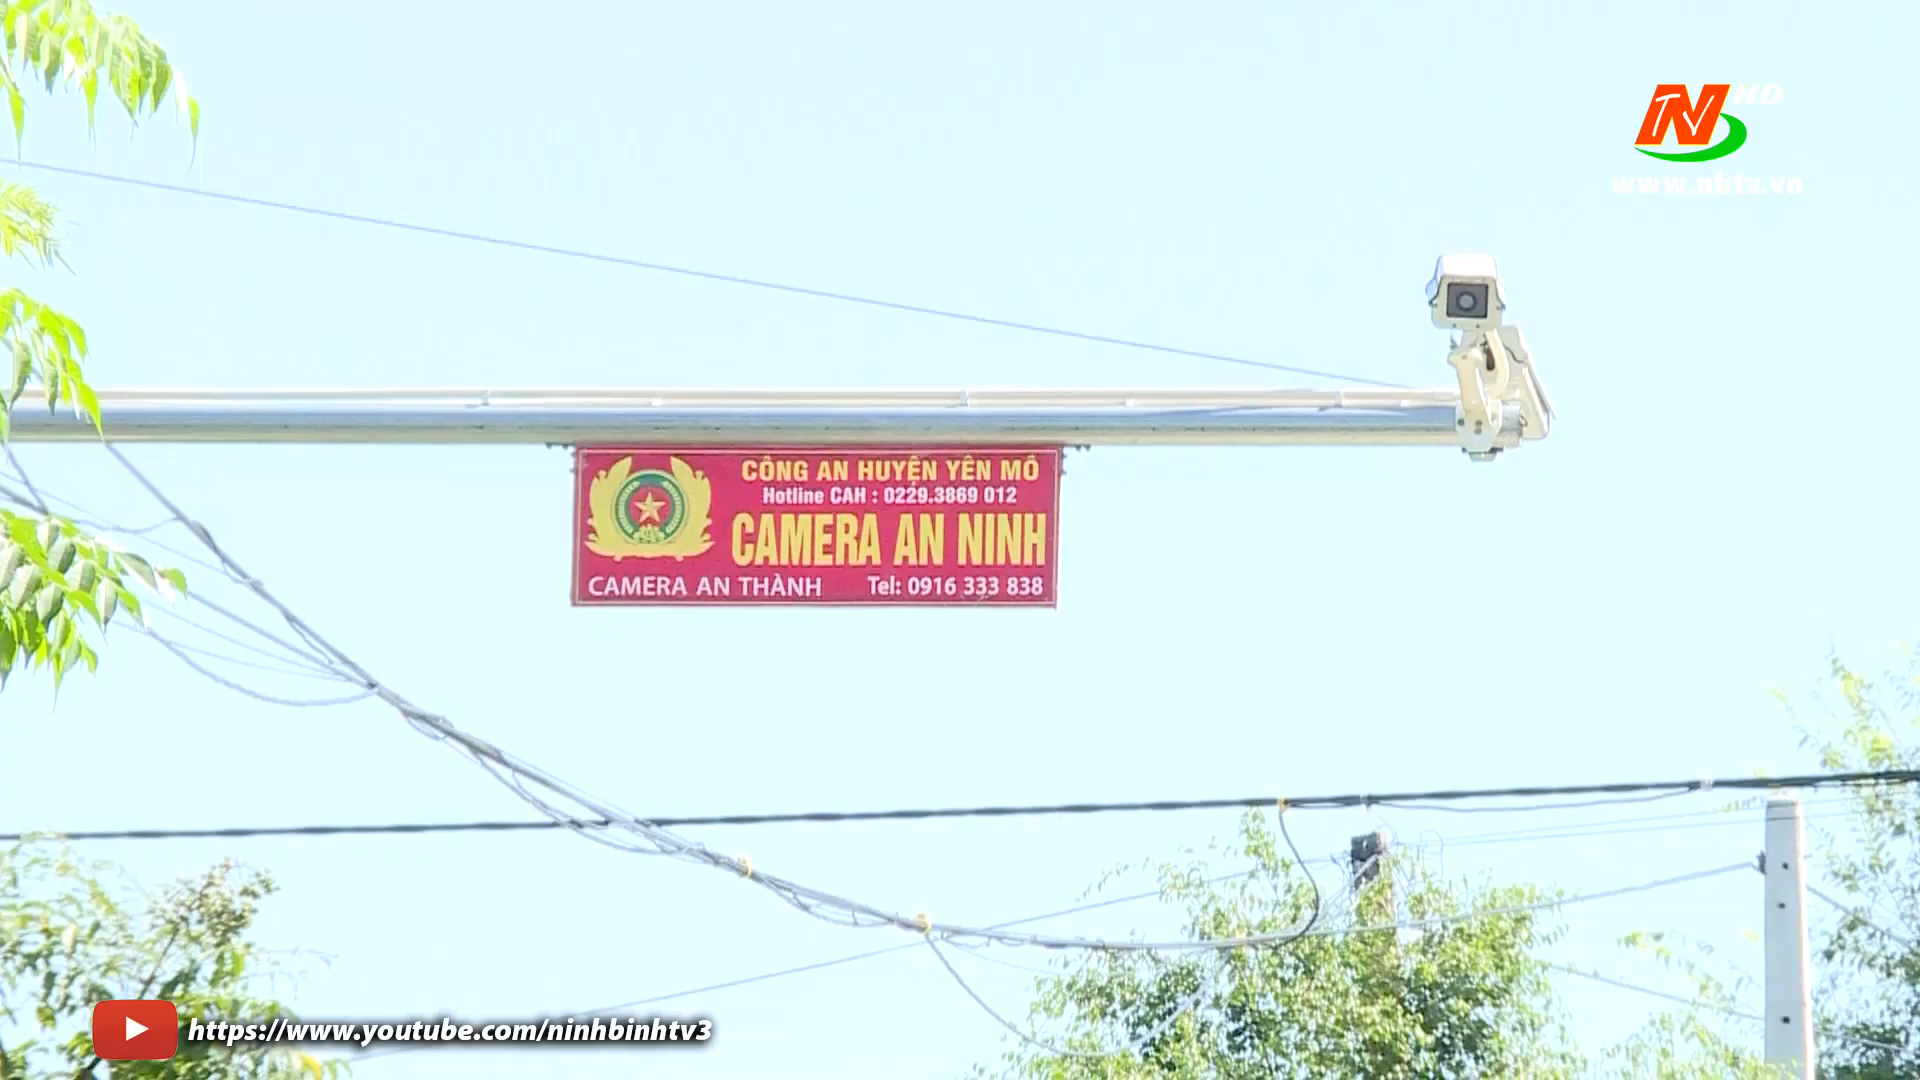 NTV HD
www.nbtv.vn
CÔNG AN HUYỆN YÊN MÔ
Hotline CAH : 0229.3869 012
CAMERA AN NINH
CAMERA AN THÀNH Tel: 0916 333 838
https://www.youtube.com/ninhbinhtv3